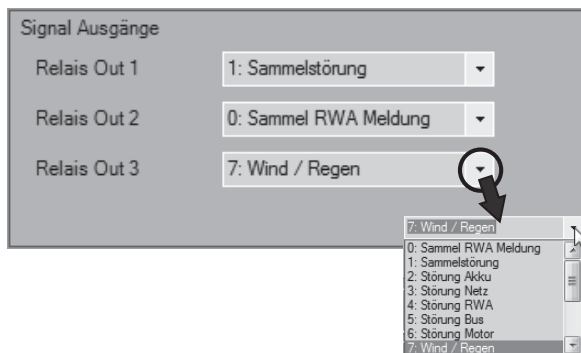 Signal Ausgänge
Relais Out 1 1: Sammelstörung
Relais Out 2 0: Sammel RWA Meldung
Relais Out 3 7: Wind / Regen
7: Wind / Regen
0: Sammel RWA Meldung
1: Sammelstörung
2: Störung Akku
3: Störung Netz
4: Störung RWA
5: Störung Bus
6: Störung Motor
7: Wind / Regen